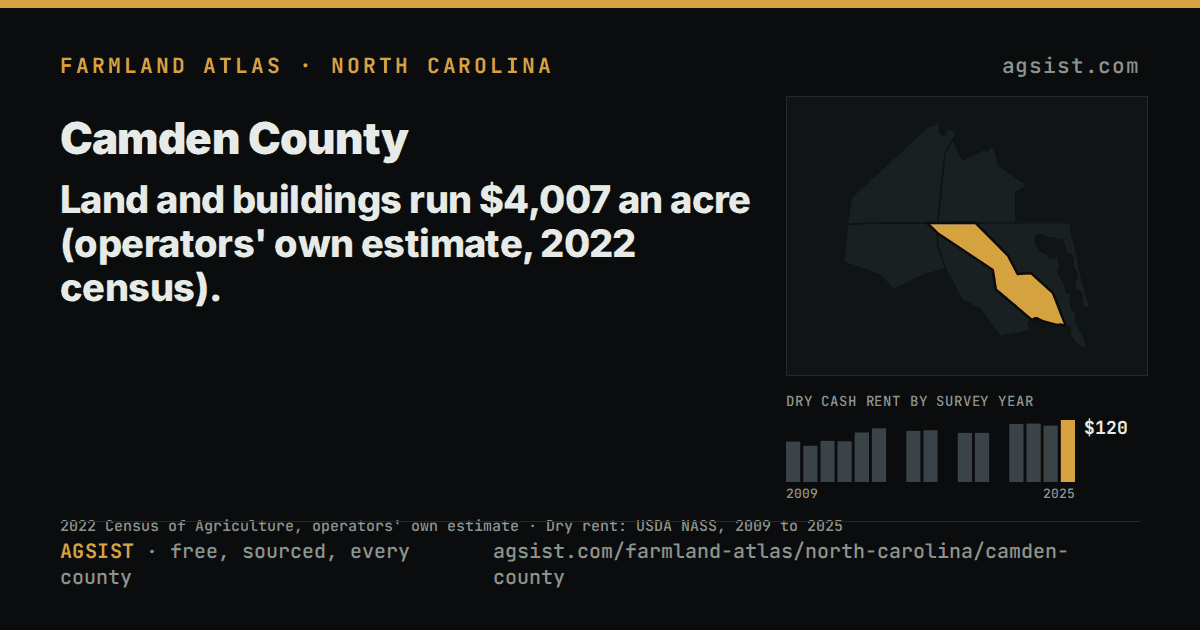 FARMLAND ATLAS · NORTH CAROLINA
agsist.com
Camden County
Land and buildings run $4,007 an acre
(operators' own estimate, 2022
census).
DRY CASH RENT BY SURVEY YEAR
$120
2009
2025
2022 Census of Agriculture, operators' own estimate · Dry rent: USDA NASS, 2009 to 2025
AGSIST · free, sourced, every
county
agsist.com/farmland-atlas/north-carolina/camden-
county